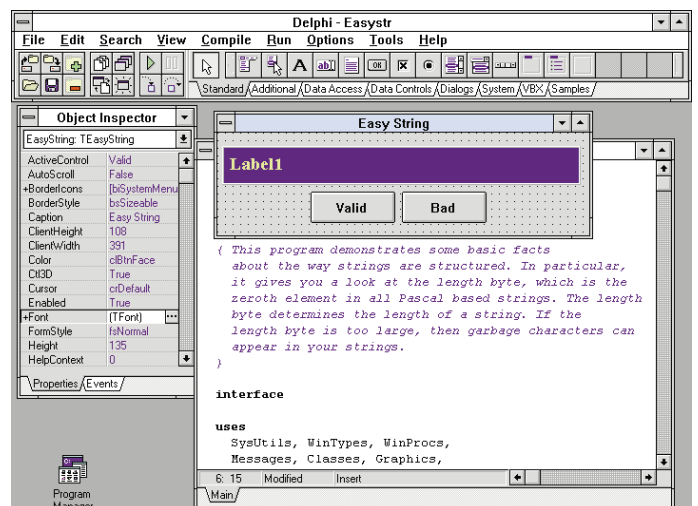 Delphi - Easystr
File Edit Search View Compile Run Options Tools Help
A ab OK
Standard Additional Data Access Data Controls Dialogs System VBX Samples
Object Inspector
EasyString: TEasyString
ActiveControl Valid
AutoScroll False
+BorderIcons [biSystemMenu
BorderStyle bsSizeable
Caption Easy String
ClientHeight 108
ClientWidth 391
Color clBtnFace
Ctl3D True
Cursor crDefault
Enabled True
+Font (TFont) ...
FormStyle fsNormal
Height 135
HelpContext 0
Properties Events
Easy String
Label1
Valid Bad
{ This program demonstrates some basic facts
about the way strings are structured. In particular,
it gives you a look at the length byte, which is the
zeroth element in all Pascal based strings. The length
byte determines the length of a string. If the
length byte is too large, then garbage characters can
appear in your strings.
}
interface
uses
SysUtils, WinTypes, WinProcs,
Messages, Classes, Graphics,
6: 15 Modified Insert
Main
Program